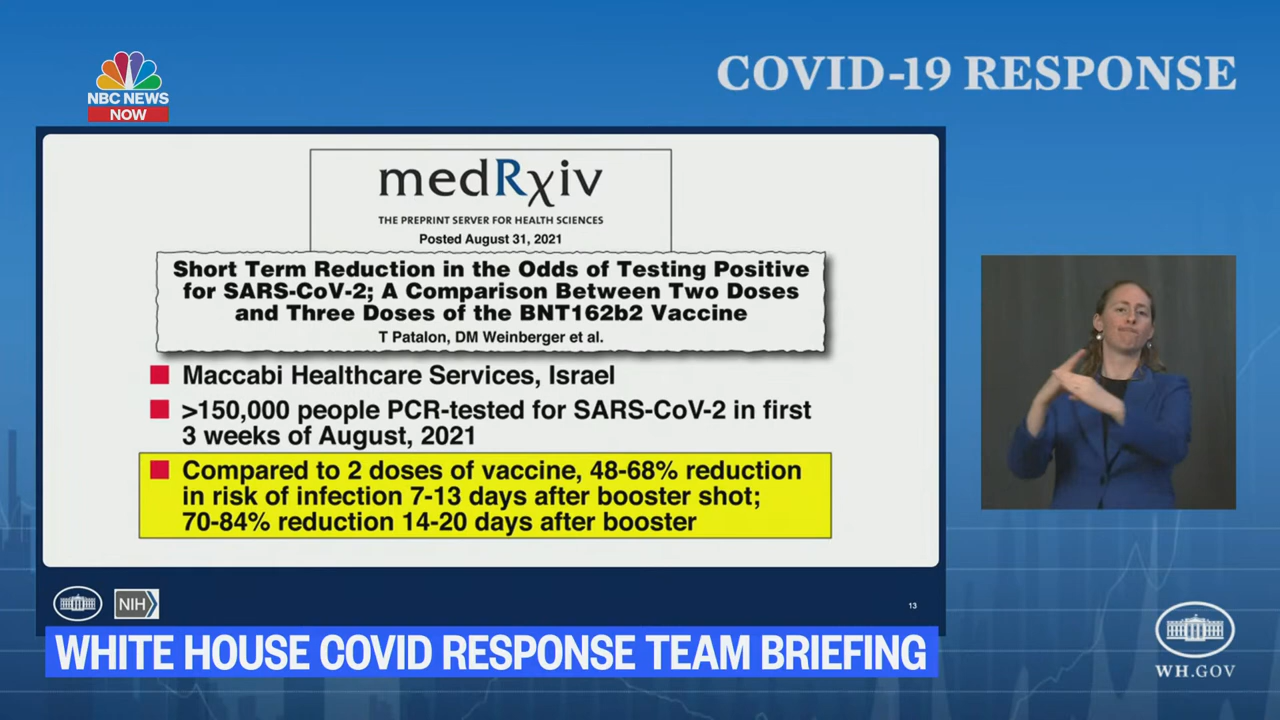 NBC NEWS
NOW
COVID-19 RESPONSE
medRχiv
THE PREPRINT SERVER FOR HEALTH SCIENCES
Posted August 31, 2021
Short Term Reduction in the Odds of Testing Positive
for SARS-CoV-2; A Comparison Between Two Doses
and Three Doses of the BNT162b2 Vaccine
T Patalon, DM Weinberger et al.
Maccabi Healthcare Services, Israel
>150,000 people PCR-tested for SARS-CoV-2 in first
3 weeks of August, 2021
Compared to 2 doses of vaccine, 48-68% reduction
in risk of infection 7-13 days after booster shot;
70-84% reduction 14-20 days after booster
NIH
13
WHITE HOUSE COVID RESPONSE TEAM BRIEFING
WH.GOV